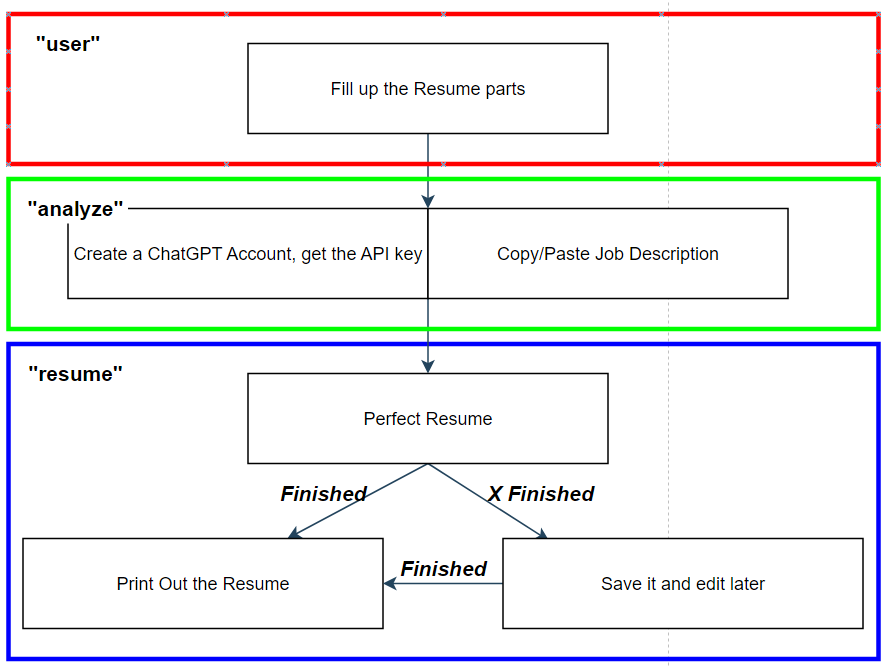 "user"
Fill up the Resume parts
"analyze"
Create a ChatGPT Account, get the API key
Copy/Paste Job Description
"resume"
Perfect Resume
Finished
X Finished
Print Out the Resume
Finished
Save it and edit later